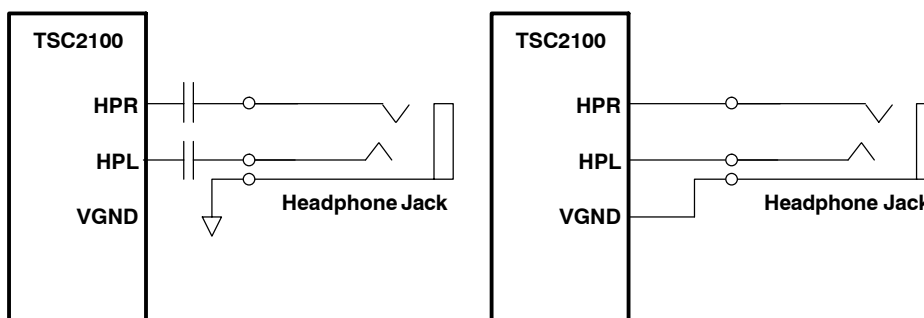 TSC2100
HPR
HPL
VGND
Headphone Jack
TSC2100
HPR
HPL
VGND
Headphone Jack